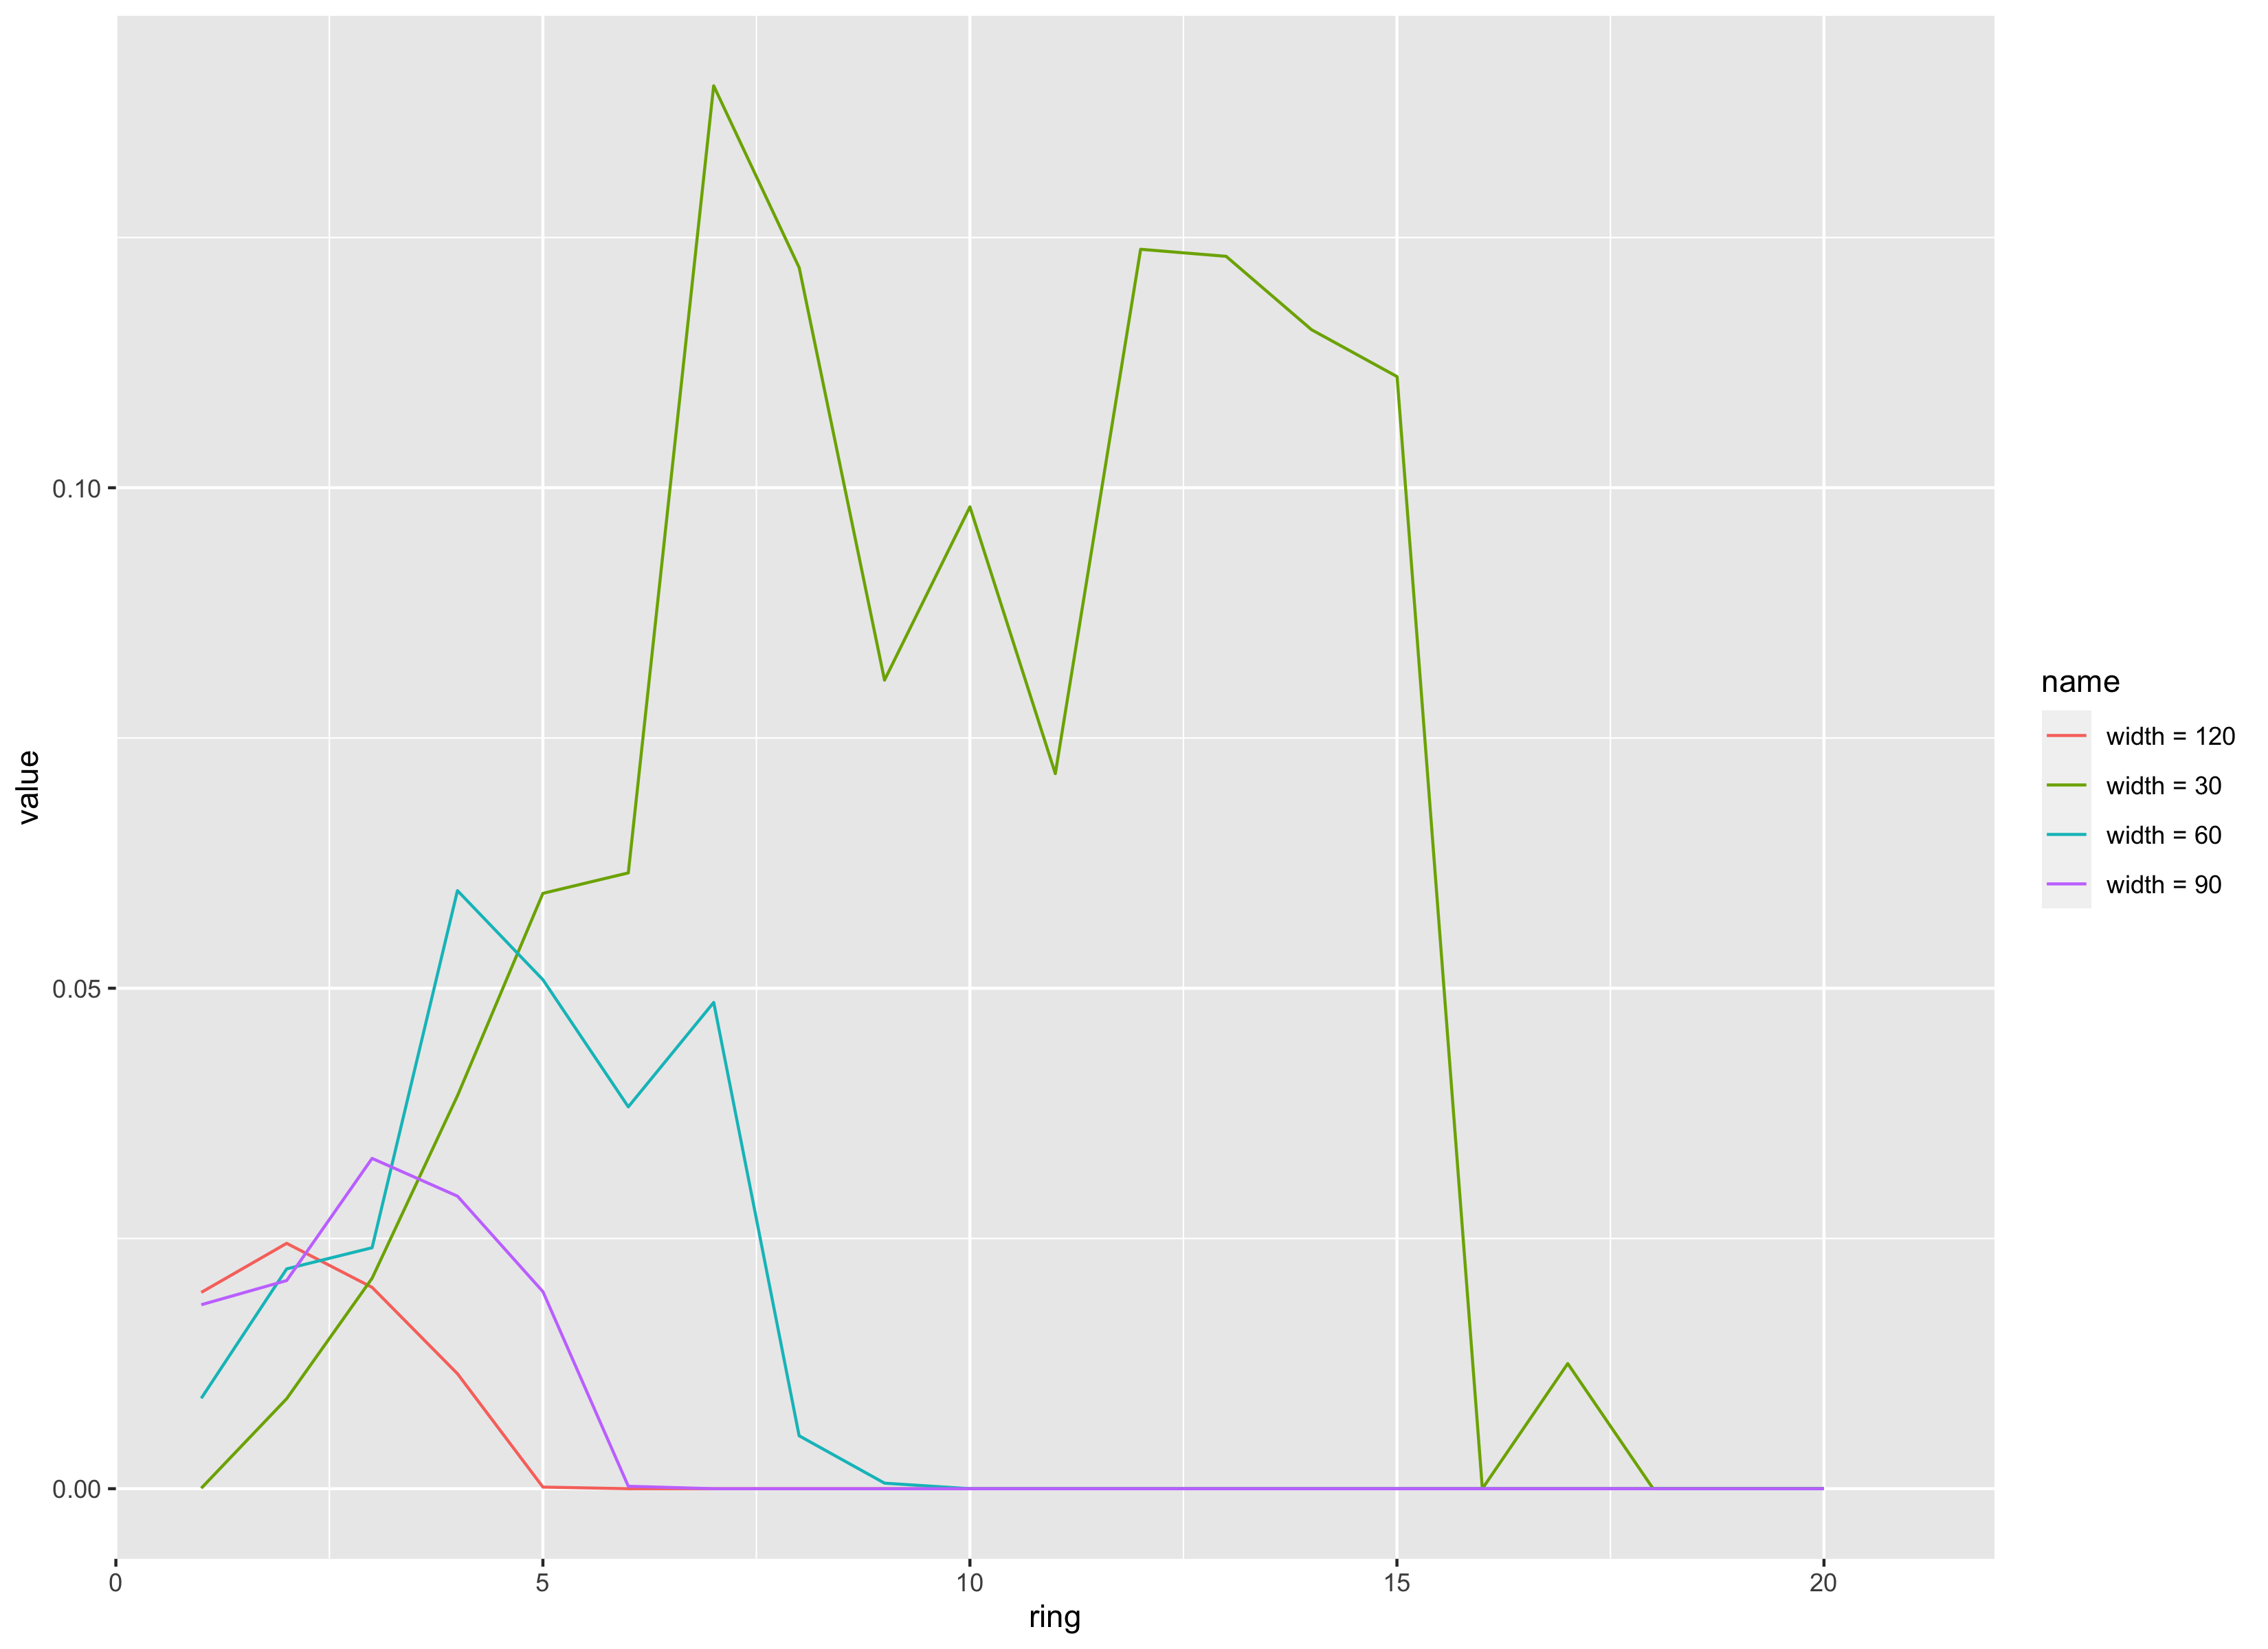 value
0.10
0.05
0.00
0 5 10 15 20
ring
name
width = 120
width = 30
width = 60
width = 90